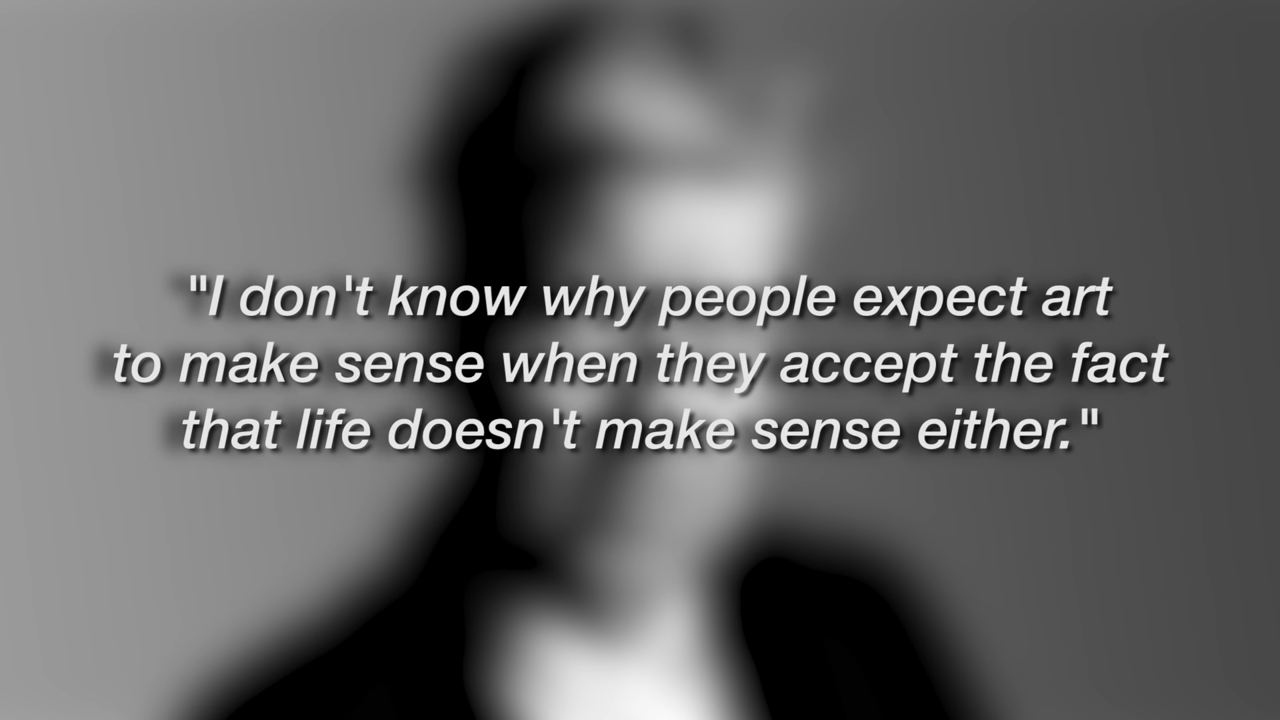 "I don't know why people expect art
to make sense when they accept the fact
that life doesn't make sense either."